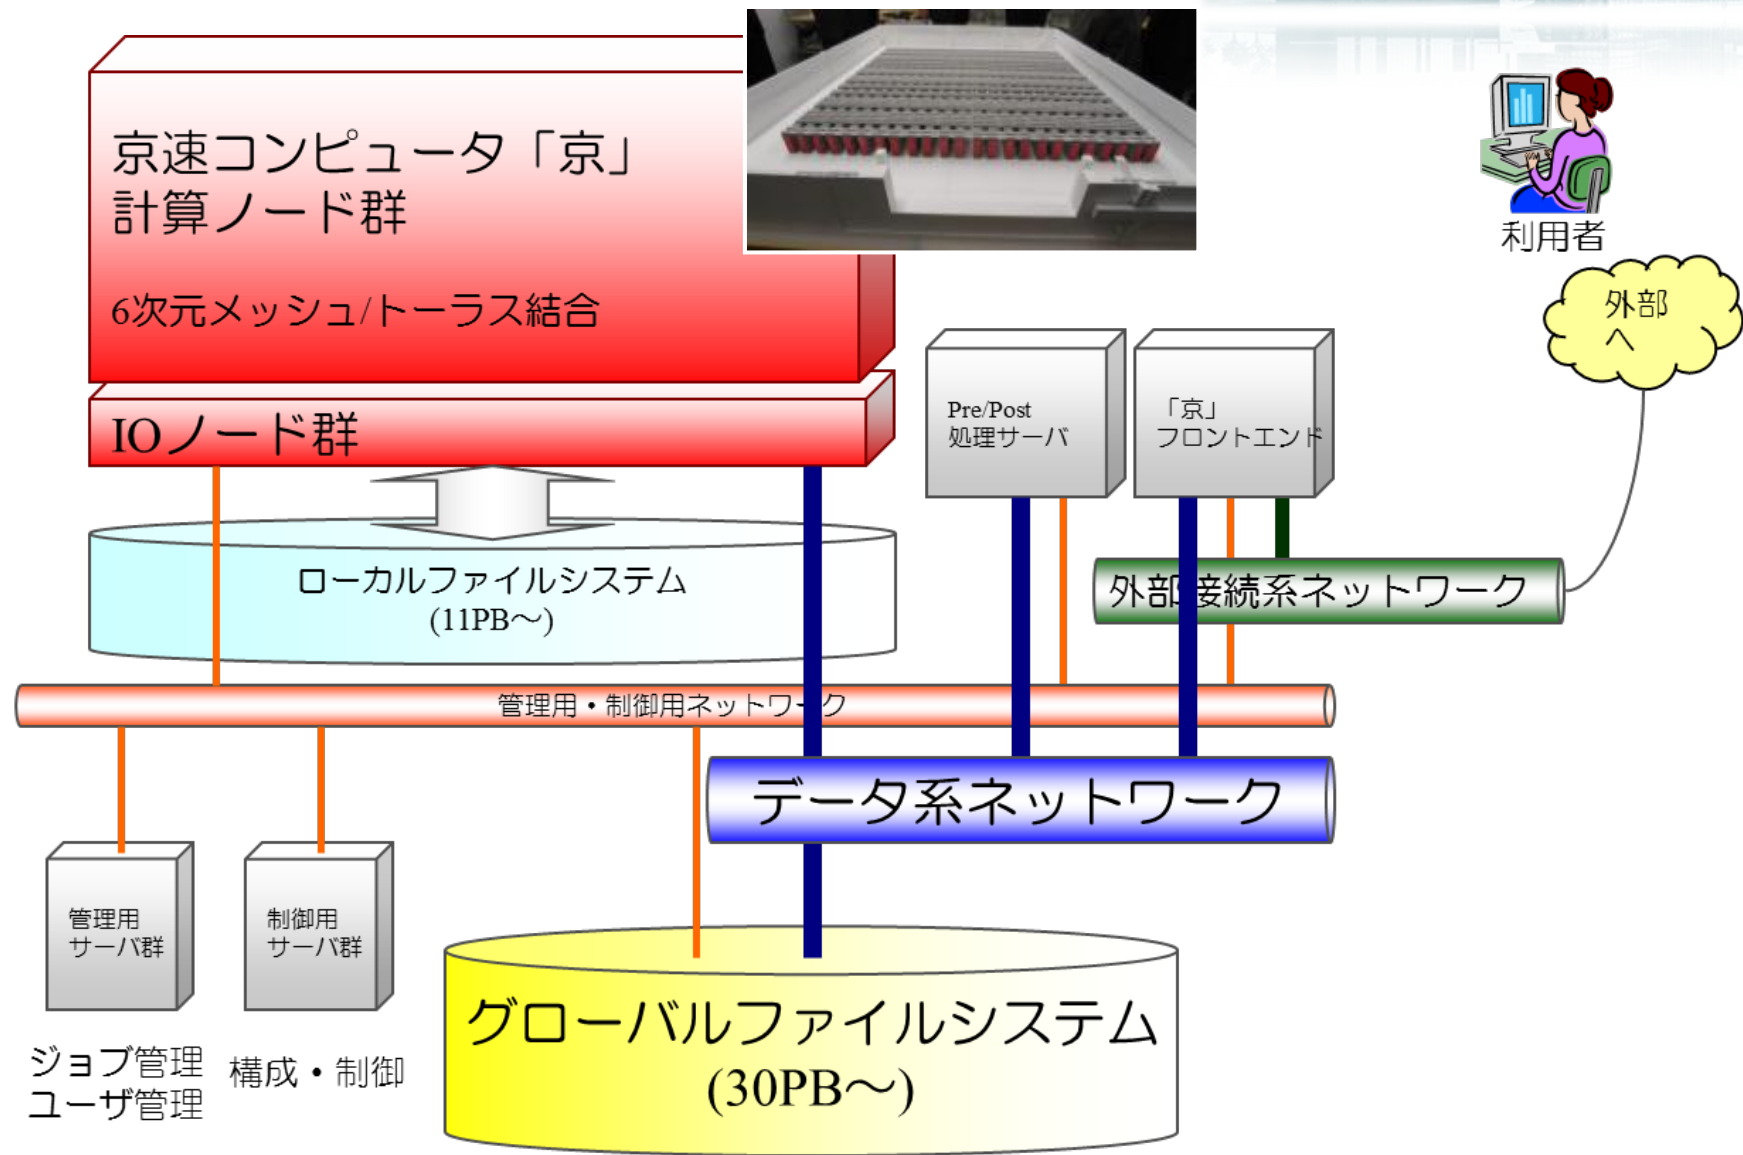 京速コンピュータ「京」
計算ノード群
6次元メッシュ/トーラス結合
IOノード群
利用者
外部
へ
Pre/Post
処理サーバ
「京」
フロントエンド
外部接続系ネットワーク
ローカルファイルシステム
(11PB～)
管理用・制御用ネットワーク
データ系ネットワーク
管理用
サーバ群
制御用
サーバ群
ジョブ管理
ユーザ管理
構成・制御
グローバルファイルシステム
(30PB～)